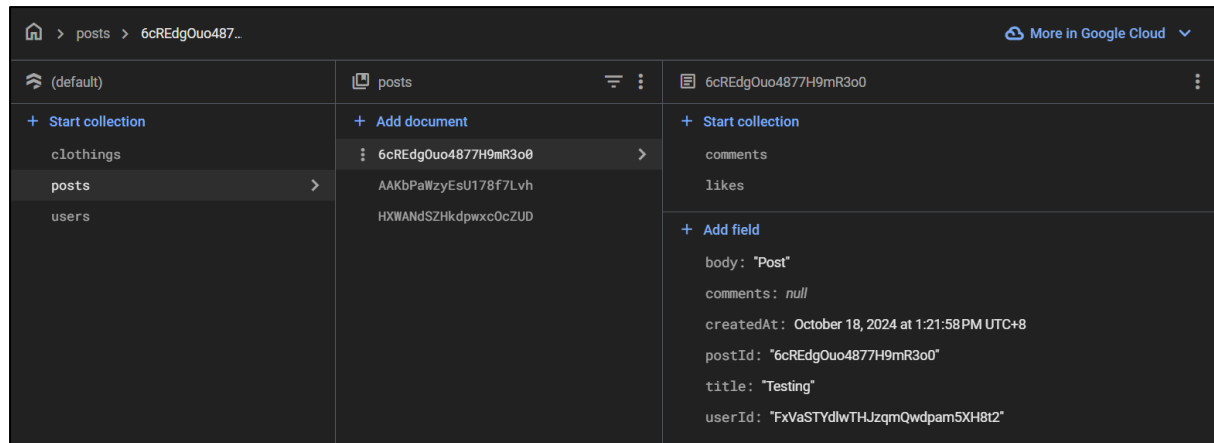 posts > 6cREdgOuo487…
More in Google Cloud
(default)
+ Start collection
clothings
posts
users
posts
+ Add document
6cREdgOuo4877H9mR3o0
AAKbPaWzyEsU178f7Lvh
HXWANdSZHkdpwxcOcZUD
6cREdgOuo4877H9mR3o0
+ Start collection
comments
likes
+ Add field
body: "Post"
comments: null
createdAt: October 18, 2024 at 1:21:58 PM UTC+8
postId: "6cREdgOuo4877H9mR3o0"
title: "Testing"
userId: "FxVaSTYdlwTHJzqmQwdpam5XH8t2"